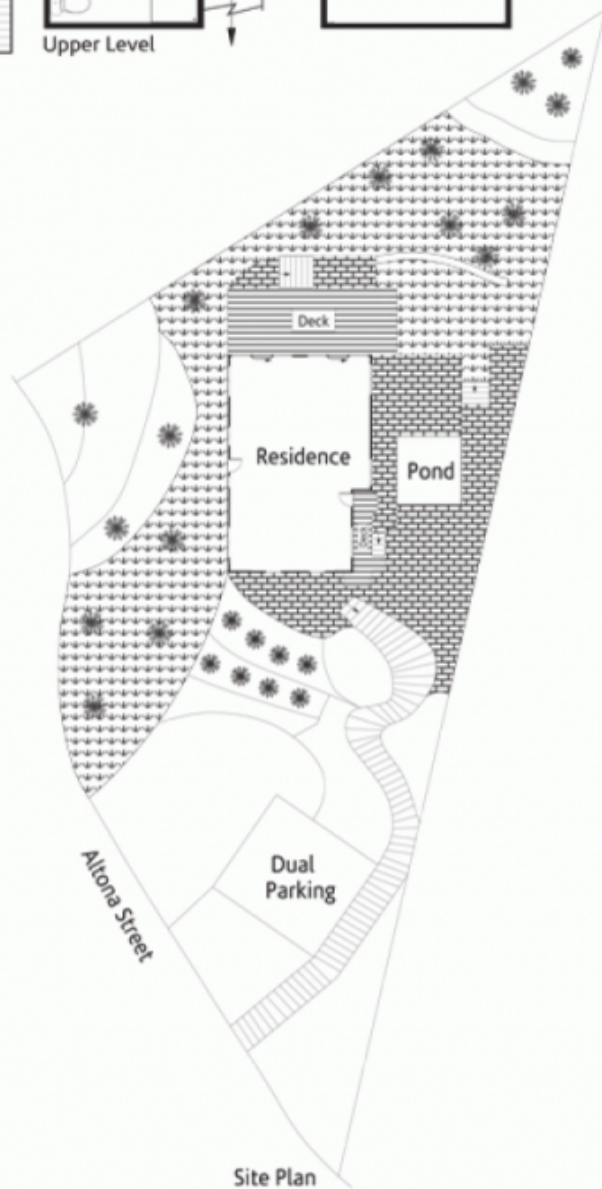 Upper Level
Deck
Residence
Pond
Dual
Parking
Altona Street
Site Plan